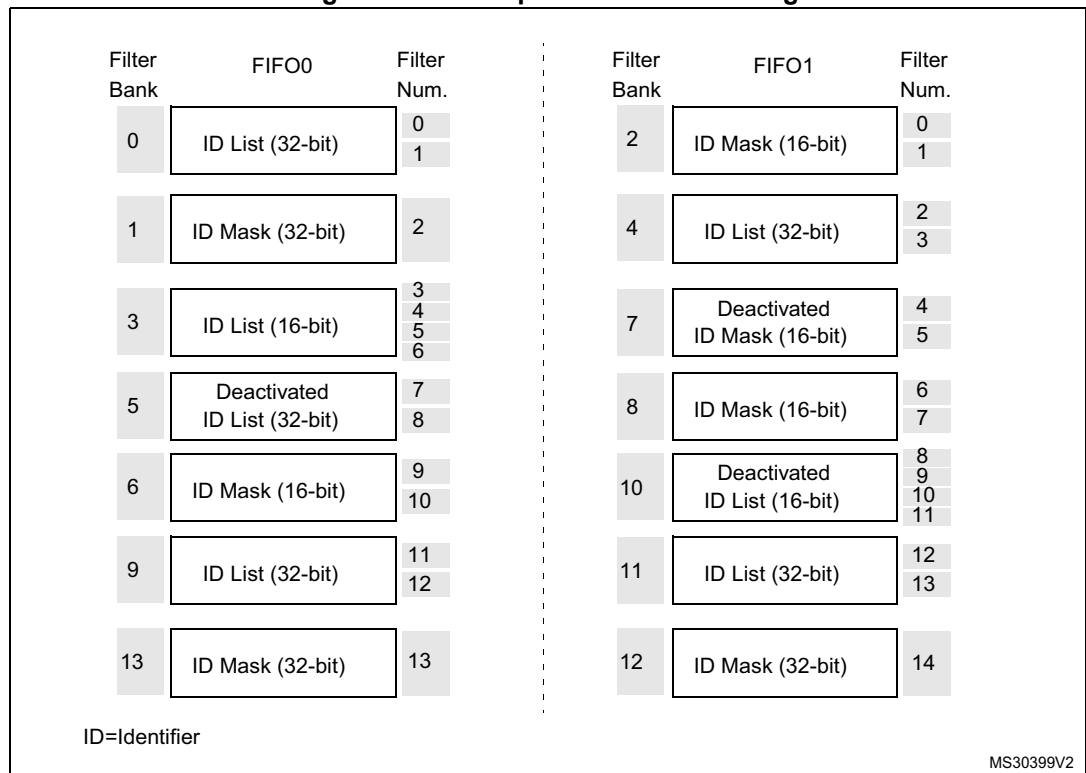 Filter Bank
FIFO0
Filter Num.
0
ID List (32-bit)
0
1
1
ID Mask (32-bit)
2
3
ID List (16-bit)
3
4
5
6
5
Deactivated
ID List (32-bit)
7
8
6
ID Mask (16-bit)
9
10
9
ID List (32-bit)
11
12
13
ID Mask (32-bit)
13
Filter Bank
FIFO1
Filter Num.
2
ID Mask (16-bit)
0
1
4
ID List (32-bit)
2
3
7
Deactivated
ID Mask (16-bit)
4
5
8
ID Mask (16-bit)
6
7
10
Deactivated
ID List (16-bit)
8
9
10
11
11
ID List (32-bit)
12
13
12
ID Mask (32-bit)
14
ID=Identifier
MS30399V2